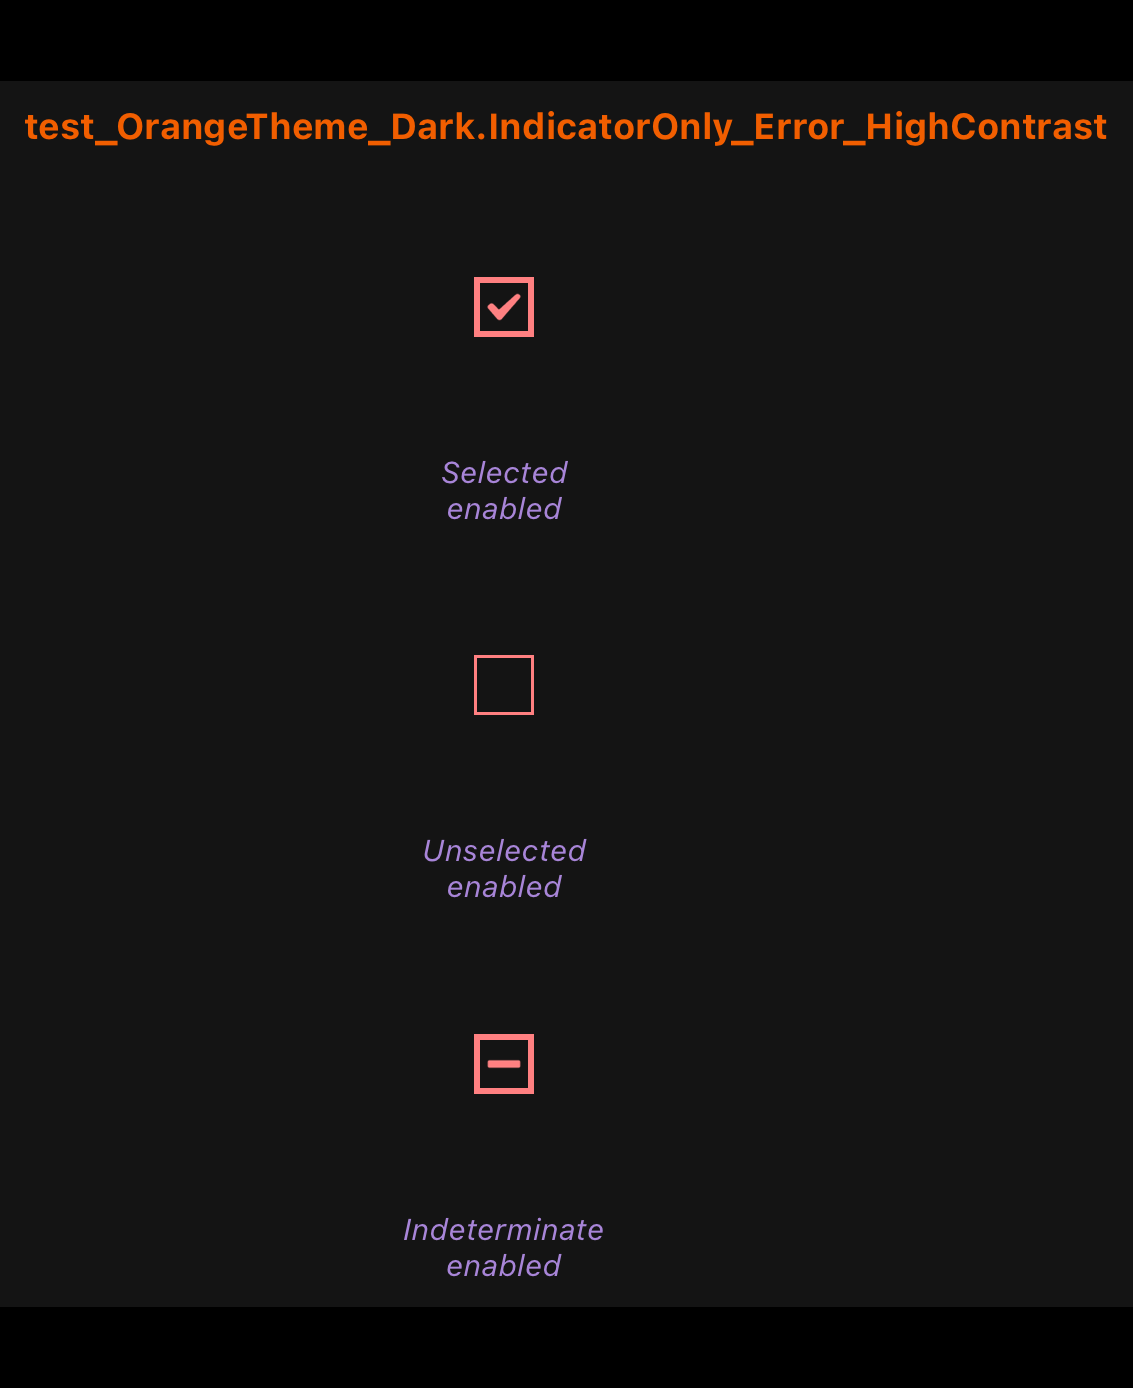 test_OrangeTheme_Dark.IndicatorOnly_Error_HighContrast
Selected
enabled
Unselected
enabled
Indeterminate
enabled